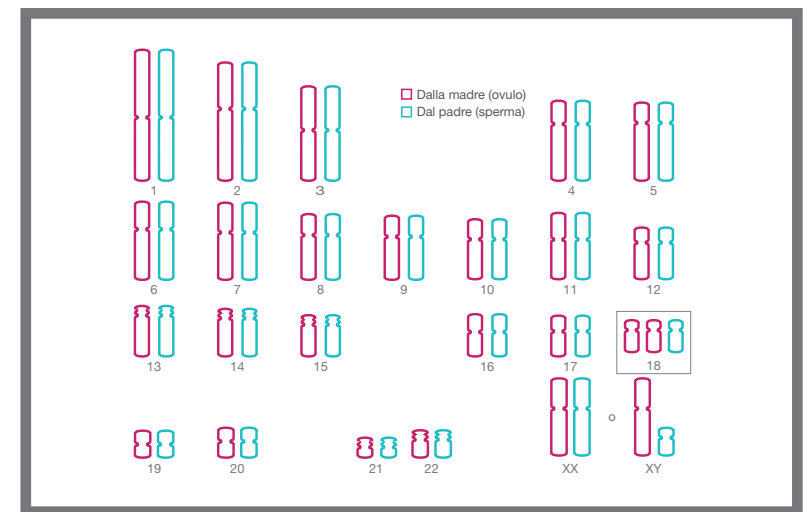 Dalla madre (ovulo)
Dal padre (sperma)
1 2 3 4 5
6 7 8 9 10 11 12
13 14 15 16 17 18
o
19 20 21 22 XX XY